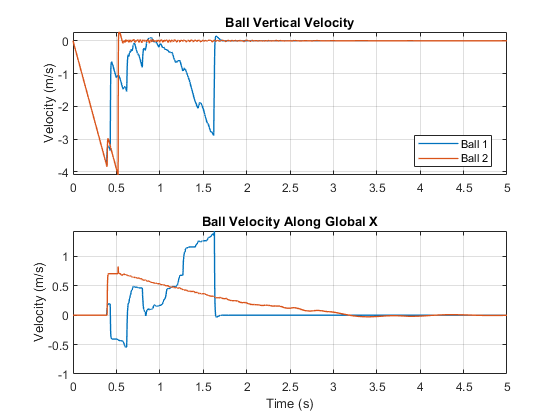 Ball Vertical Velocity
Velocity (m/s)
0
-1
-2
-3
-4
0 0.5 1 1.5 2 2.5 3 3.5 4 4.5 5
Ball 1
Ball 2
Ball Velocity Along Global X
Velocity (m/s)
1
0.5
0
-0.5
-1
0 0.5 1 1.5 2 2.5 3 3.5 4 4.5 5
Time (s)